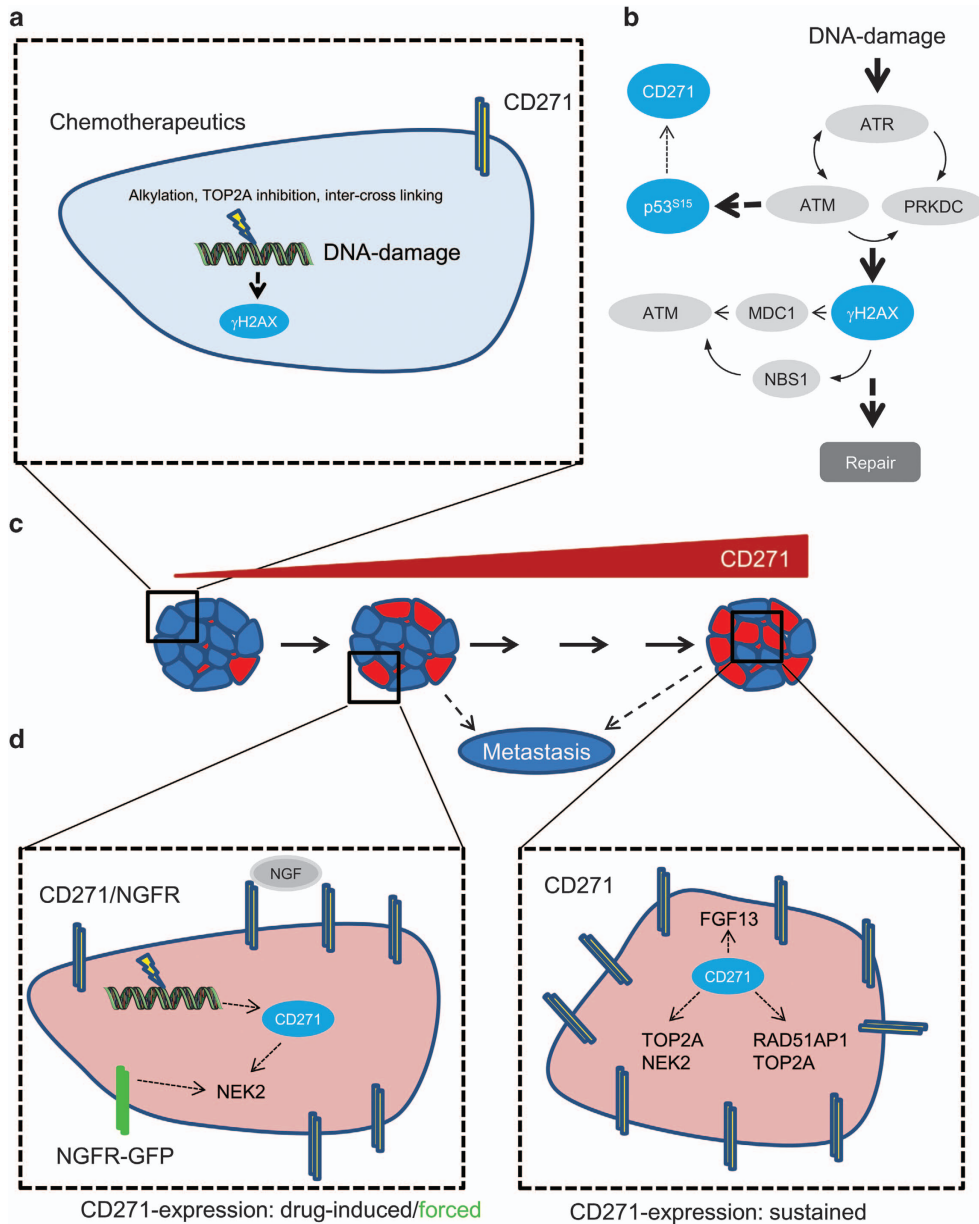 a
CD271
Chemotherapeutics
Alkylation, TOP2A inhibition, inter-cross linking
DNA-damage
γH2AX
b
DNA-damage
CD271
ATR
p53S15
ATM
PRKDC
ATM
MDC1
γH2AX
NBS1
Repair
c
CD271
Metastasis
d
NGF
CD271/NGFR
CD271
NEK2
NGFR-GFP
CD271-expression: drug-induced/forced
CD271
FGF13
CD271
TOP2A
NEK2
RAD51AP1
TOP2A
CD271-expression: sustained